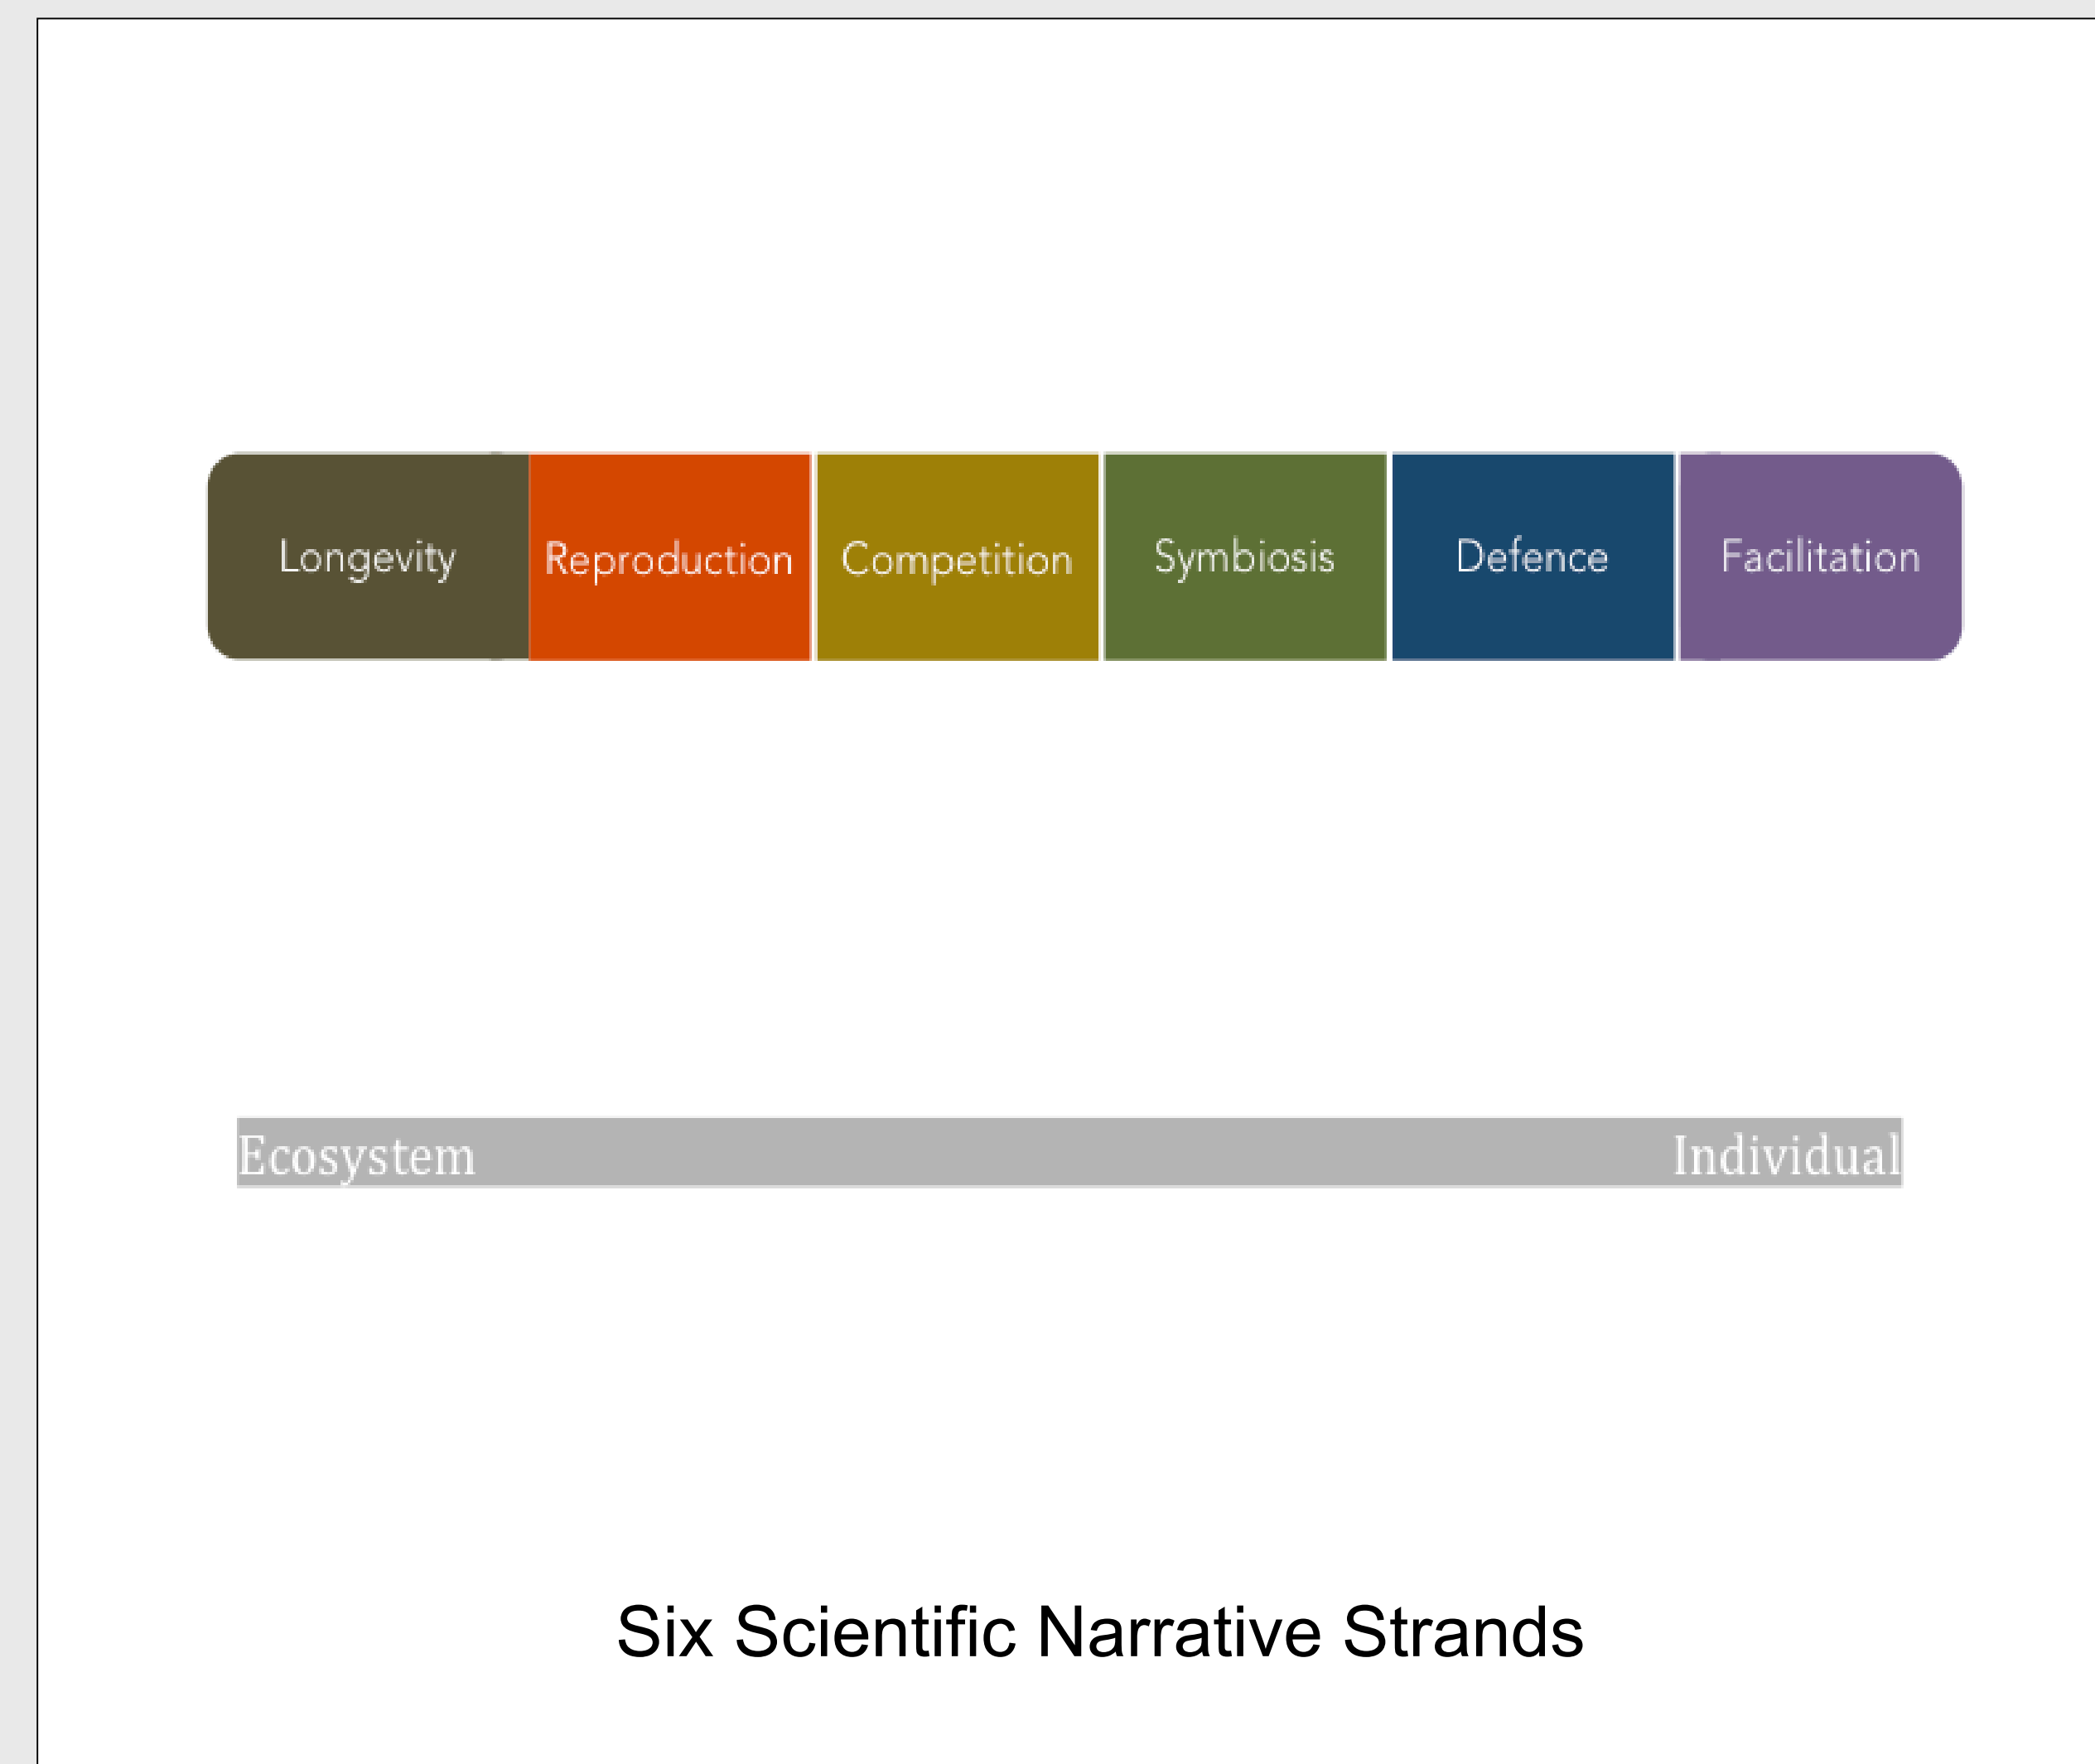 Longevity Reproduction Competition Symbiosis Defence Facilitation
Ecosystem Individual
Six Scientific Narrative Strands